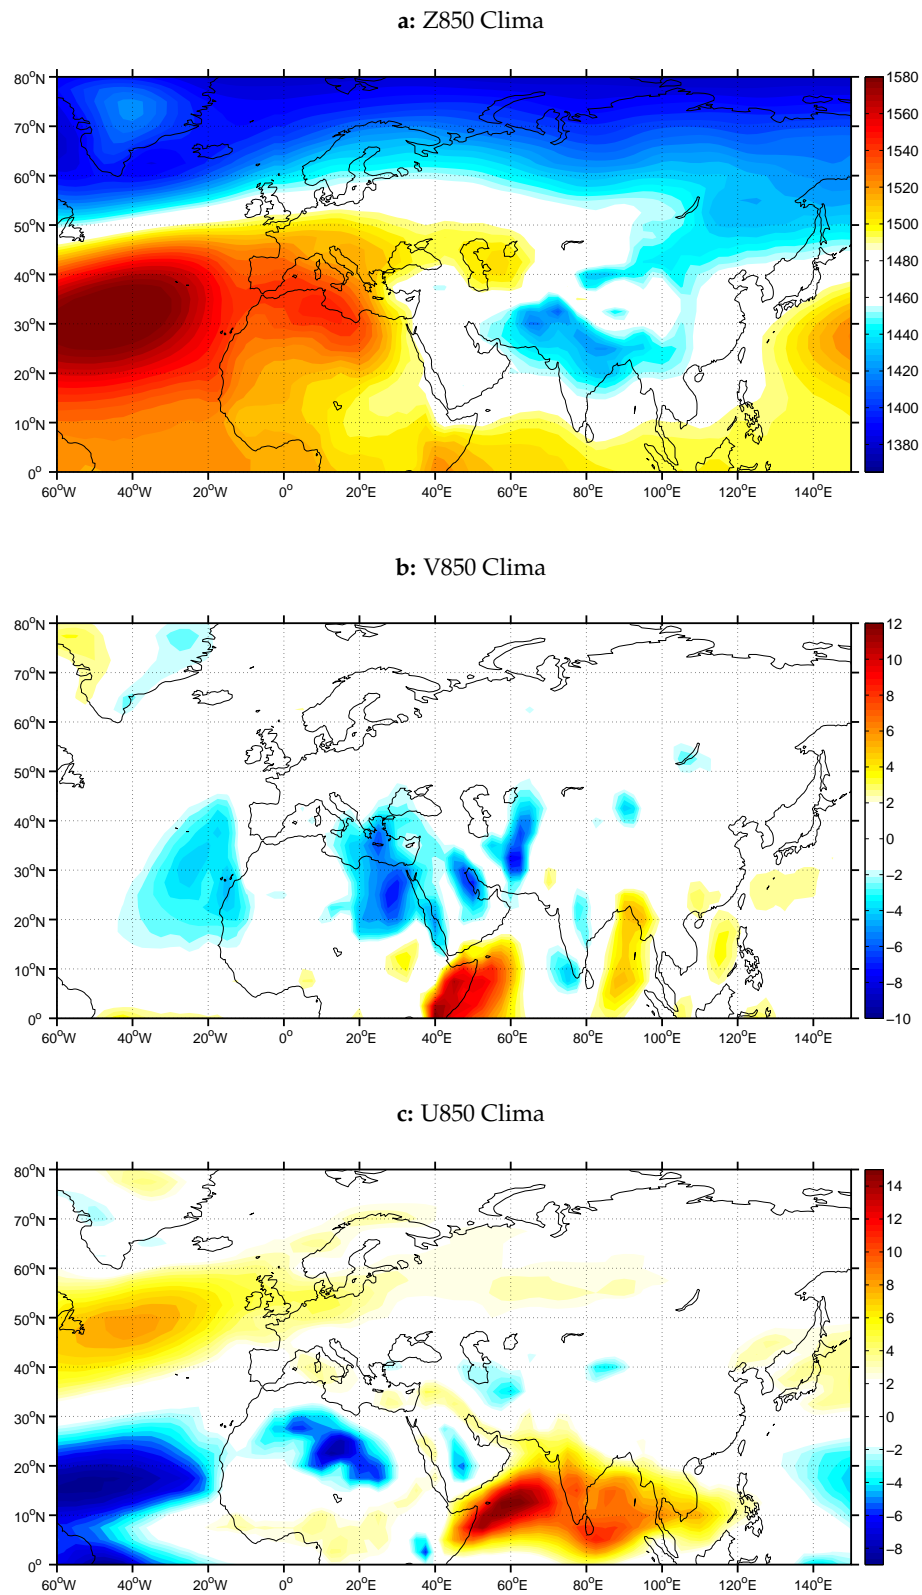 a: Z850 Clima
80°N
70°N
60°N
50°N
40°N
30°N
20°N
10°N
0°
60°W 40°W 20°W 0° 20°E 40°E 60°E 80°E 100°E 120°E 140°E
1580
1560
1540
1520
1500
1480
1460
1440
1420
1400
1380
b: V850 Clima
80°N
70°N
60°N
50°N
40°N
30°N
20°N
10°N
0°
60°W 40°W 20°W 0° 20°E 40°E 60°E 80°E 100°E 120°E 140°E
12
10
8
6
4
2
0
−2
−4
−6
−8
−10
c: U850 Clima
80°N
70°N
60°N
50°N
40°N
30°N
20°N
10°N
0°
60°W 40°W 20°W 0° 20°E 40°E 60°E 80°E 100°E 120°E 140°E
14
12
10
8
6
4
2
0
−2
−4
−6
−8